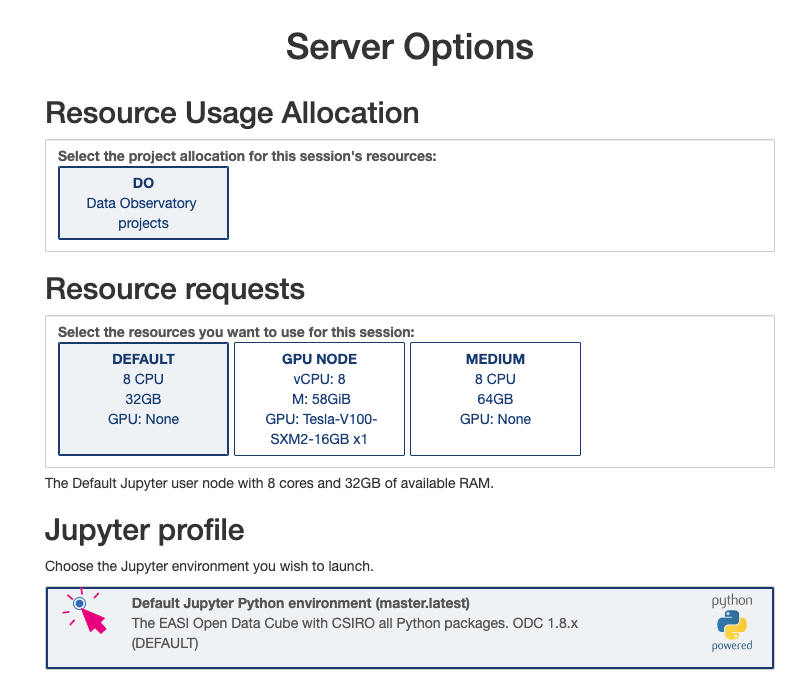 Server Options
Resource Usage Allocation
Select the project allocation for this session's resources:
DO
Data Observatory
projects
Resource requests
Select the resources you want to use for this session:
DEFAULT
8 CPU
32GB
GPU: None
GPU NODE
vCPU: 8
M: 58GiB
GPU: Tesla-V100-
SXM2-16GB x1
MEDIUM
8 CPU
64GB
GPU: None
The Default Jupyter user node with 8 cores and 32GB of available RAM.
Jupyter profile
Choose the Jupyter environment you wish to launch.
Default Jupyter Python environment (master.latest)
The EASI Open Data Cube with CSIRO all Python packages. ODC 1.8.x
(DEFAULT)
python
powered